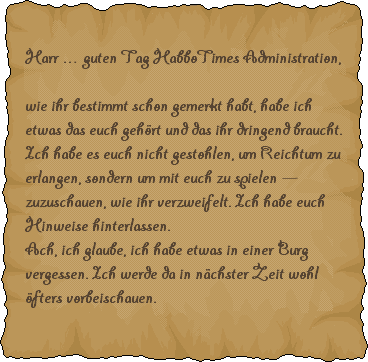 Harr ... guten Tag HabboTimes Administration,
wie ihr bestimmt schon gemerkt habt, habe ich
etwas das euch gehört und das ihr dringend braucht.
Ich habe es euch nicht gestohlen, um Reichtum zu
erlangen, sondern um mit euch zu spielen —
zuzuschauen, wie ihr verzweifelt. Ich habe euch
Hinweise hinterlassen.
Ach, ich glaube, ich habe etwas in einer Burg
vergessen. Ich werde da in nächster Zeit wohl
öfters vorbeischauen.